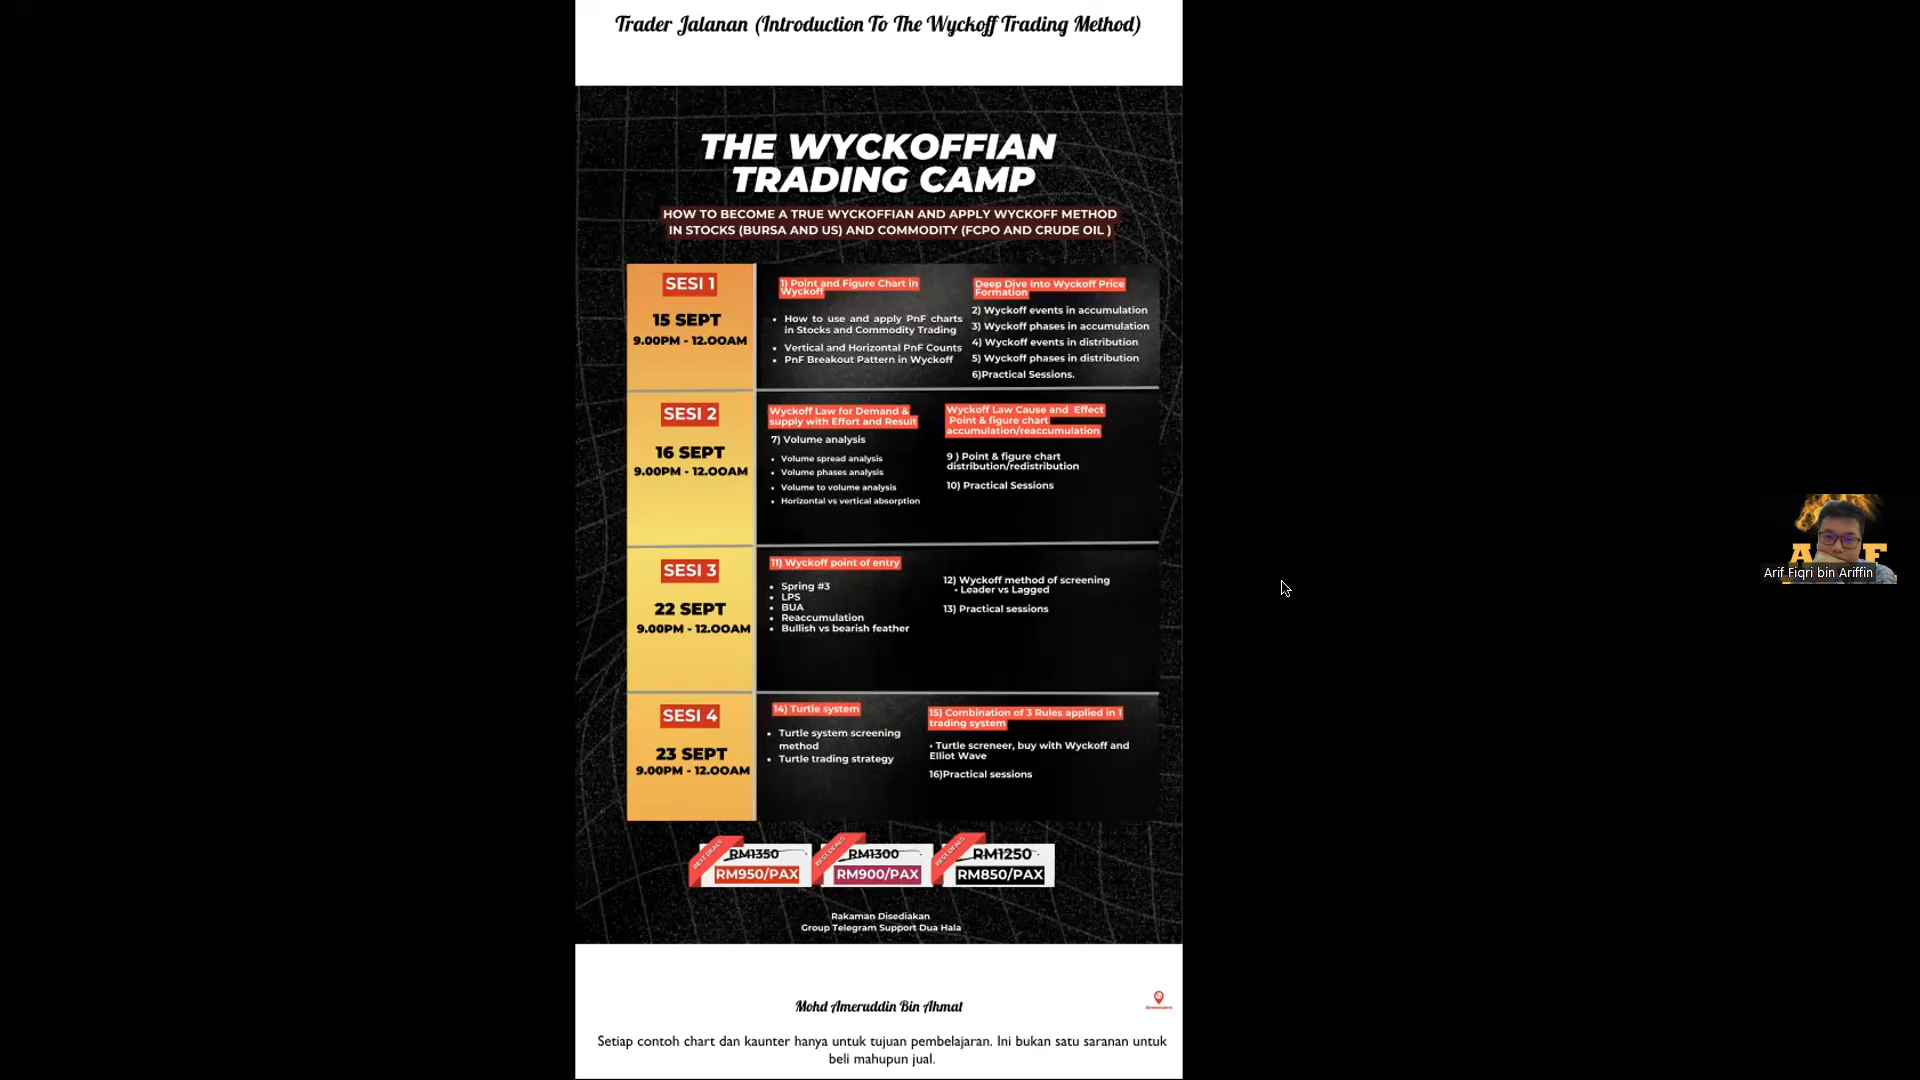 Trader Jalanan (Introduction To The Wyckoff Trading Method)
THE WYCKOFFIAN
TRADING CAMP
HOW TO BECOME A TRUE WYCKOFFIAN AND APPLY WYCKOFF METHOD
IN STOCKS (BURSA AND US) AND COMMODITY (FCPO AND CRUDE OIL )
SESI 1
15 SEPT
9.00PM - 12.OOAM
1) Point and Figure Chart in
Wyckoff
• How to use and apply PnF charts
in Stocks and Commodity Trading
• Vertical and Horizontal PnF Counts
• PnF Breakout Pattern in Wyckoff
Deep Dive Into Wyckoff Price
Formation
2) Wyckoff events in accumulation
3) Wyckoff phases in accumulation
4) Wyckoff events in distribution
5) Wyckoff phases in distribution
6)Practical Sessions.
SESI 2
16 SEPT
9.00PM - 12.OOAM
Wyckoff Law for Demand &
supply with Effort and Result
7) Volume analysis
• Volume spread analysis
• Volume phases analysis
• Volume to volume analysis
• Horizontal vs vertical absorption
Wyckoff Law Cause and Effect
Point & figure chart
accumulation/reaccumulation
9 ) Point & figure chart
distribution/redistribution
10) Practical Sessions
SESI 3
22 SEPT
9.00PM - 12.OOAM
11) Wyckoff point of entry
• Spring #3
• LPS
• BUA
• Reaccumulation
• Bullish vs bearish feather
12) Wyckoff method of screening
• Leader vs Lagged
13) Practical sessions
SESI 4
23 SEPT
9.00PM - 12.OOAM
14) Turtle system
• Turtle system screening
method
• Turtle trading strategy
15) Combination of 3 Rules applied in 1
trading system
• Turtle screneer, buy with Wyckoff and
Elliot Wave
16)Practical sessions
BEST DEALS
RM1350
RM950/PAX
BEST DEALS
RM1300
RM900/PAX
BEST DEALS
RM1250
RM850/PAX
Rakaman Disediakan
Group Telegram Support Dua Hala
Mohd Ameruddin Bin Ahmat
Setiap contoh chart dan kaunter hanya untuk tujuan pembelajaran. Ini bukan satu saranan untuk
beli mahupun jual.
Arif Fiqri bin Ariffin